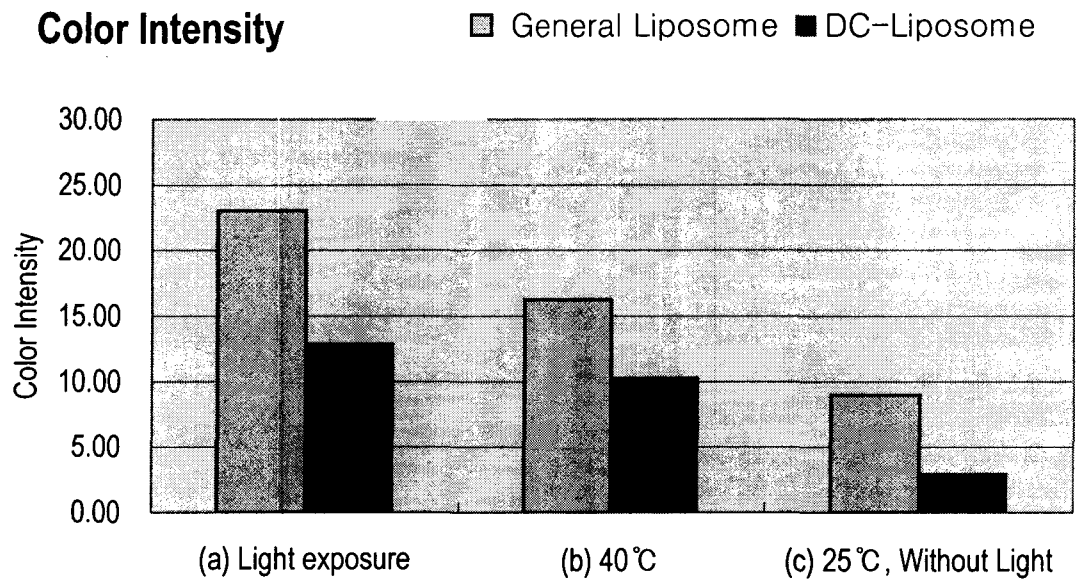 Color Intensity
General Liposome DC-Liposome
30.00
25.00
20.00
15.00
10.00
5.00
0.00
Color Intensity
(a) Light exposure (b) 40℃ (c) 25℃, Without Light